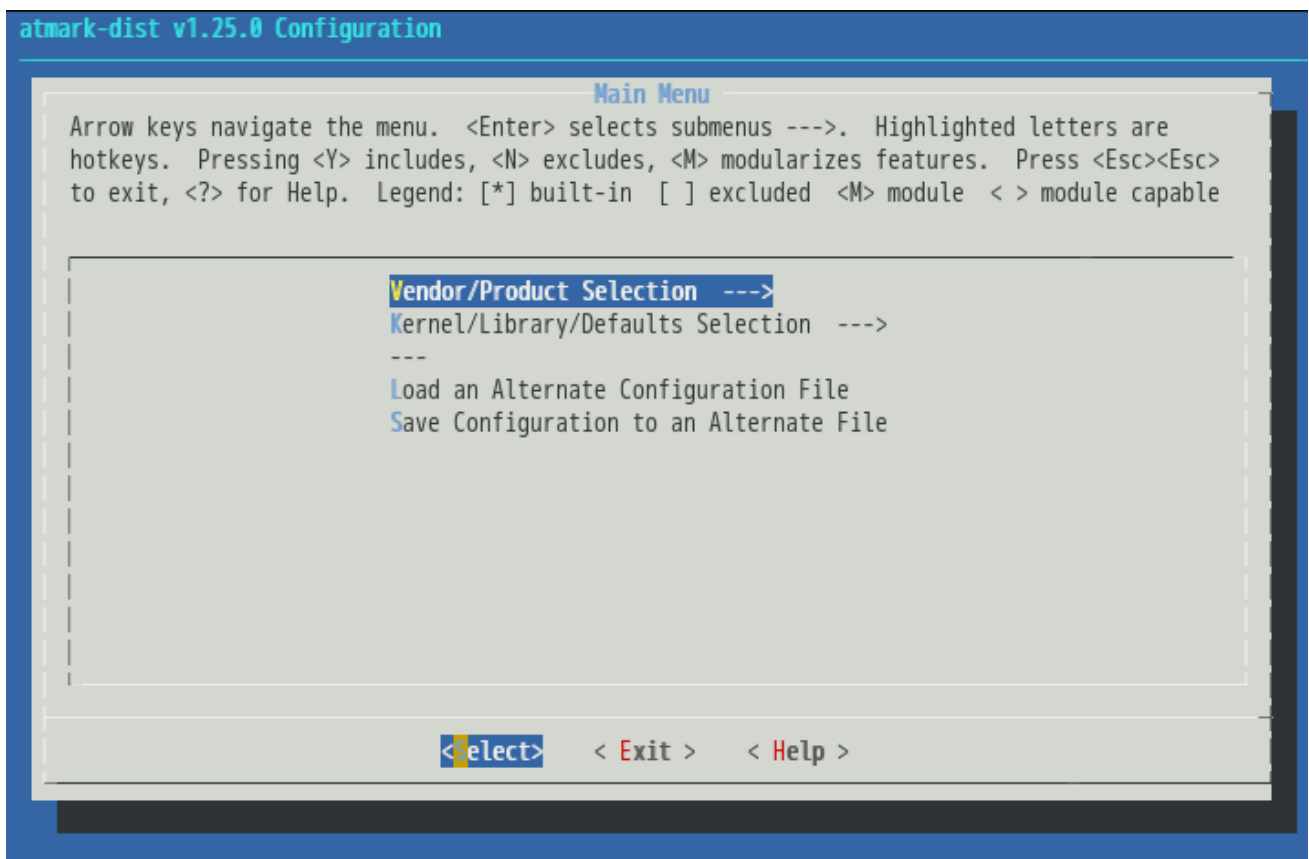 atmark-dist v1.25.0 Configuration
Main Menu
Arrow keys navigate the menu.  <Enter> selects submenus --->.  Highlighted letters are
hotkeys.  Pressing <Y> includes, <N> excludes, <M> modularizes features.  Press <Esc><Esc>
to exit, <?> for Help.  Legend: [*] built-in  [ ] excluded  <M> module  < > module capable
Vendor/Product Selection  --->
Kernel/Library/Defaults Selection  --->
---
Load an Alternate Configuration File
Save Configuration to an Alternate File
<Select>    < Exit >    < Help >